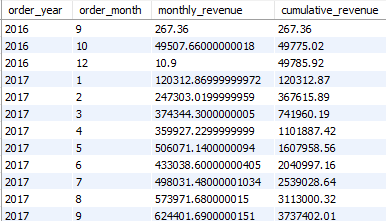 order_year order_month monthly_revenue cumulative_revenue
2016 9 267.36 267.36
2016 10 49507.66000000018 49775.02
2016 12 10.9 49785.92
2017 1 120312.86999999972 120312.87
2017 2 247303.0199999959 367615.89
2017 3 374344.3000000005 741960.19
2017 4 359927.2299999999 1101887.42
2017 5 506071.1400000094 1607958.56
2017 6 433038.60000000405 2040997.16
2017 7 498031.4800001034 2539028.64
2017 8 573971.680000015 3113000.32
2017 9 624401.690000151 3737402.01